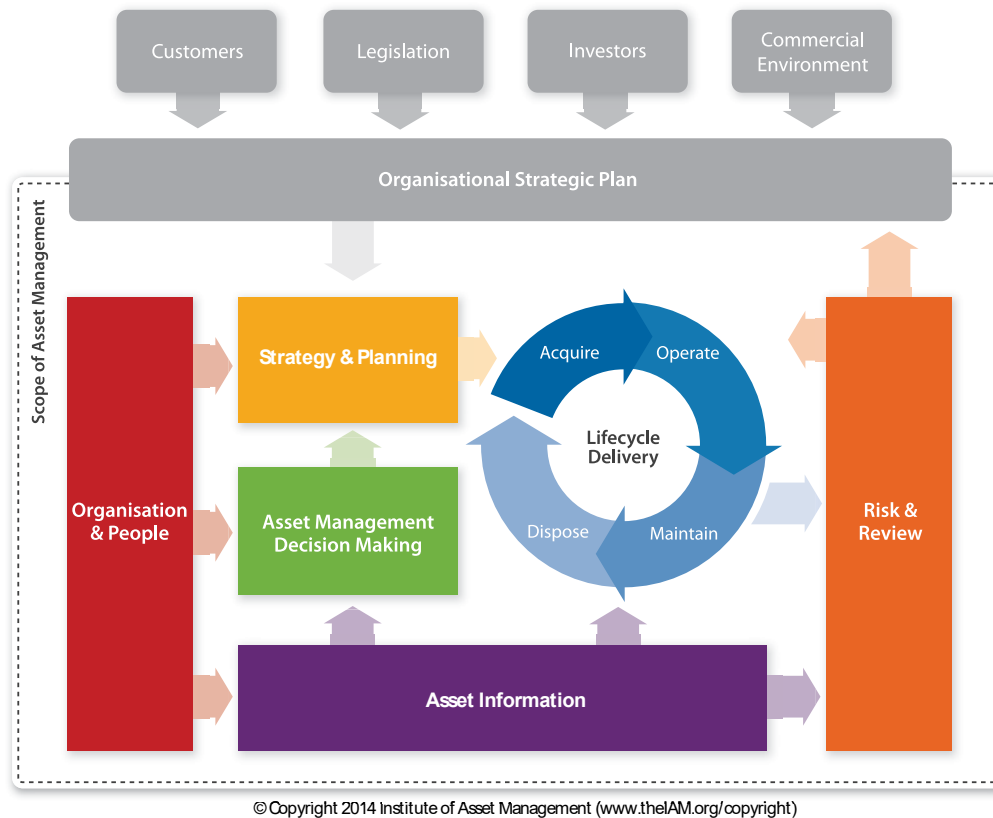 Customers
Legislation
Investors
Commercial
Environment
Organisational Strategic Plan
Scope of Asset Management
Strategy & Planning
Acquire
Operate
Lifecycle
Delivery
Organisation
& People
Asset Management
Decision Making
Dispose
Maintain
Risk &
Review
Asset Information
© Copyright 2014 Institute of Asset Management (www.theIAM.org/copyright)